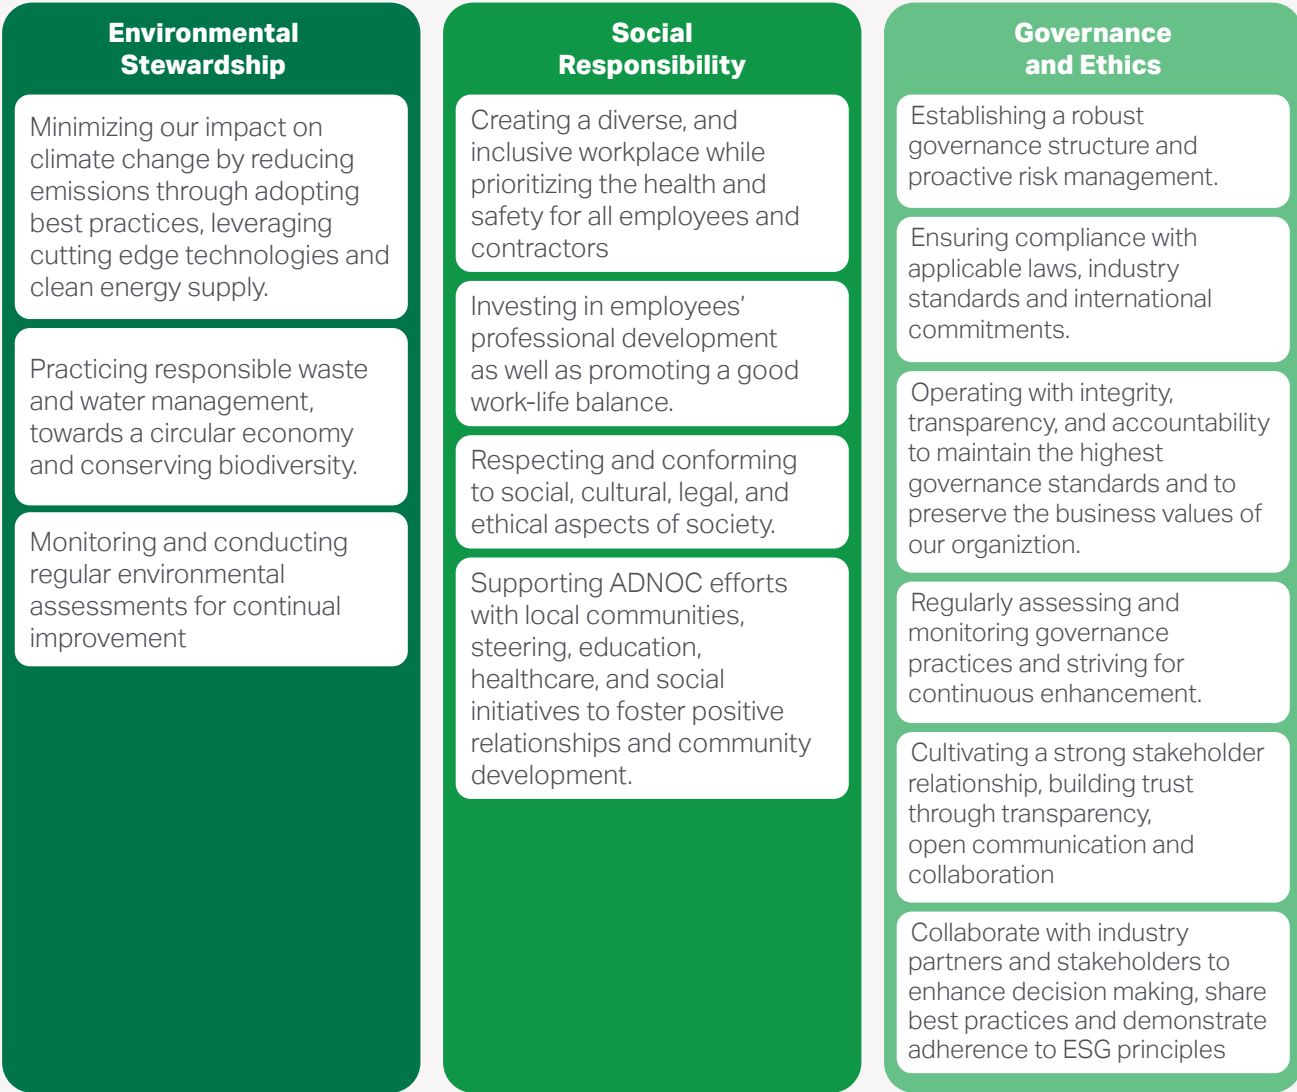 Environmental
Stewardship
Minimizing our impact on
climate change by reducing
emissions through adopting
best practices, leveraging
cutting edge technologies and
clean energy supply.
Practicing responsible waste
and water management,
towards a circular economy
and conserving biodiversity.
Monitoring and conducting
regular environmental
assessments for continual
improvement
Social
Responsibility
Creating a diverse, and
inclusive workplace while
prioritizing the health and
safety for all employees and
contractors
Investing in employees’
professional development
as well as promoting a good
work-life balance.
Respecting and conforming
to social, cultural, legal, and
ethical aspects of society.
Supporting ADNOC efforts
with local communities,
steering, education,
healthcare, and social
initiatives to foster positive
relationships and community
development.
Governance
and Ethics
Establishing a robust
governance structure and
proactive risk management.
Ensuring compliance with
applicable laws, industry
standards and international
commitments.
Operating with integrity,
transparency, and accountability
to maintain the highest
governance standards and to
preserve the business values of
our organiztion.
Regularly assessing and
monitoring governance
practices and striving for
continuous enhancement.
Cultivating a strong stakeholder
relationship, building trust
through transparency,
open communication and
collaboration
Collaborate with industry
partners and stakeholders to
enhance decision making, share
best practices and demonstrate
adherence to ESG principles